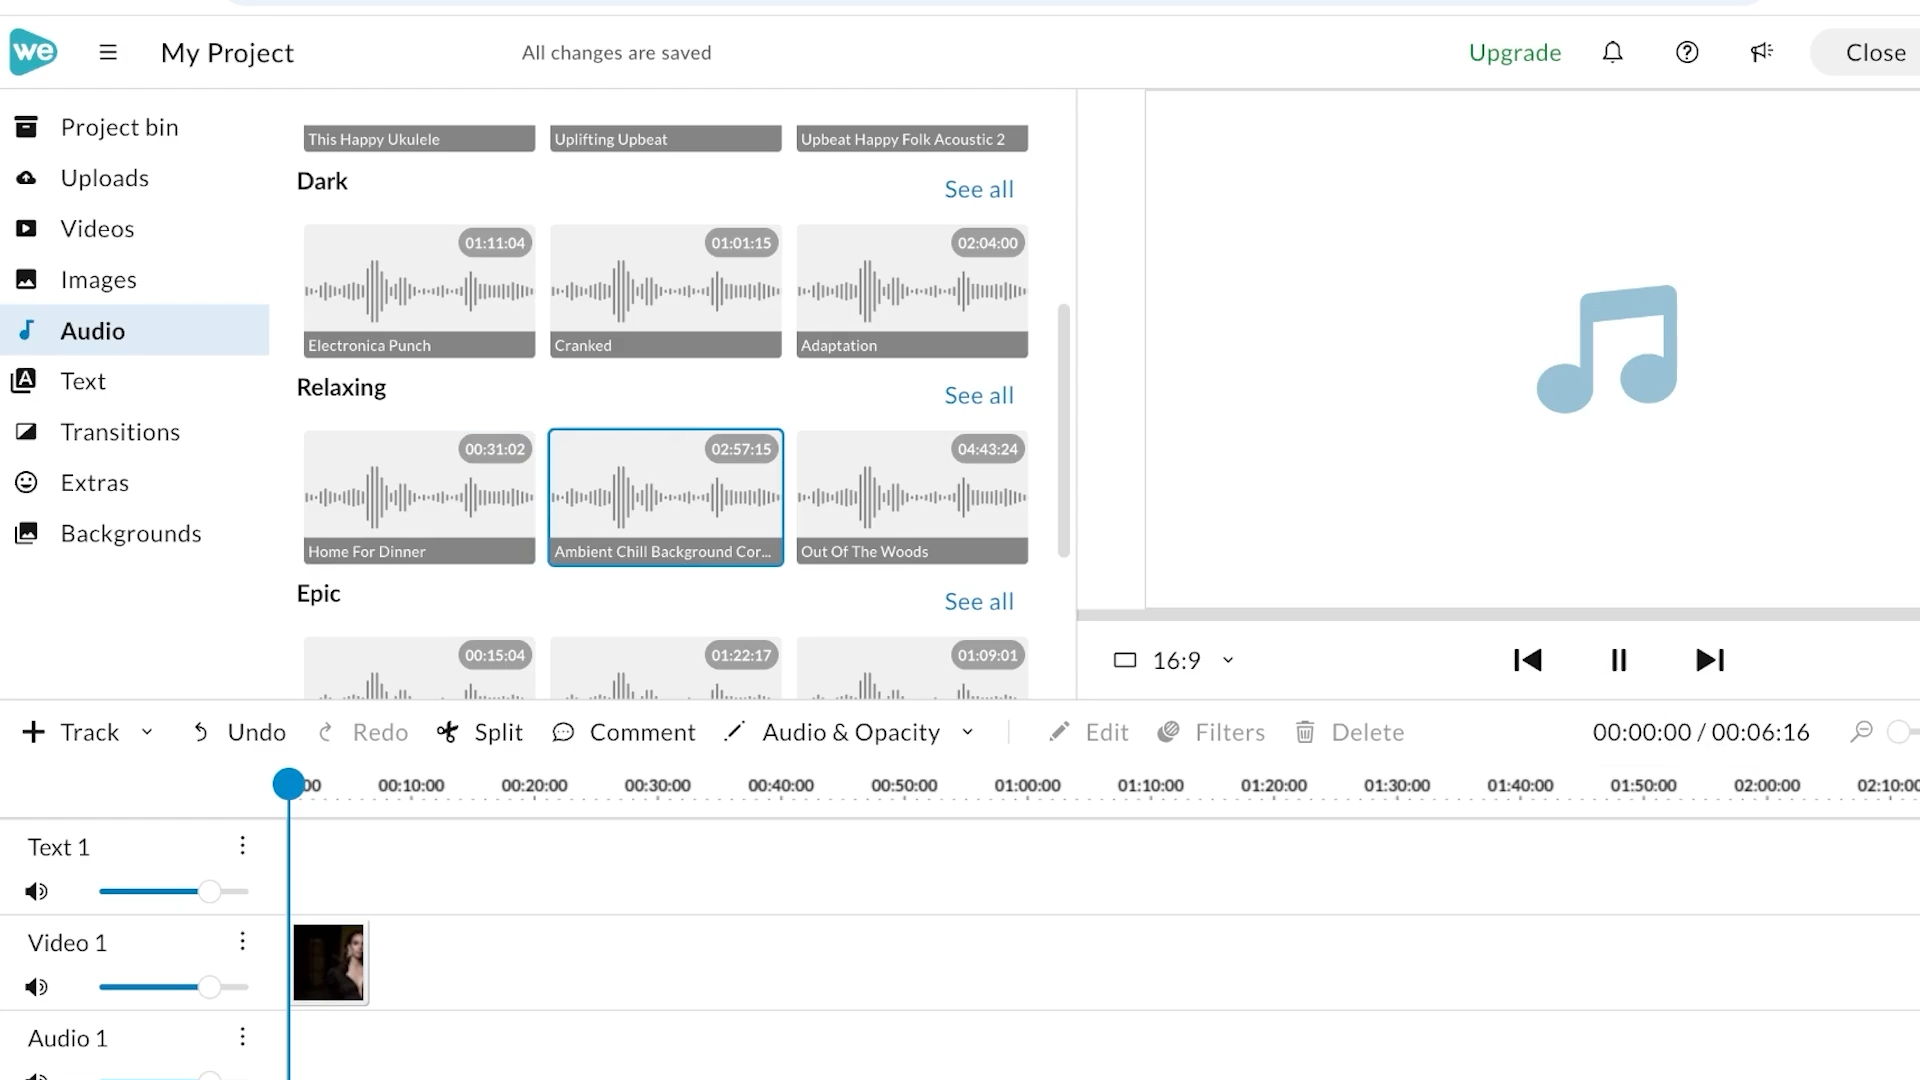 we
My Project
All changes are saved
Upgrade
Close
Project bin
Uploads
Videos
Images
Audio
Text
Transitions
Extras
Backgrounds
This Happy Ukulele
Uplifting Upbeat
Upbeat Happy Folk Acoustic 2
Dark
See all
01:11:04
01:01:15
02:04:00
Electronica Punch
Cranked
Adaptation
Relaxing
See all
00:31:02
02:57:15
04:43:24
Home For Dinner
Ambient Chill Background Cor...
Out Of The Woods
Epic
See all
00:15:04
01:22:17
01:09:01
16:9
Track
Undo
Redo
Split
Comment
Audio & Opacity
Edit
Filters
Delete
00:00:00 / 00:06:16
00 00:10:00 00:20:00 00:30:00 00:40:00 00:50:00 01:00:00 01:10:00 01:20:00 01:30:00 01:40:00 01:50:00 02:00:00 02:10:00
Text 1
Video 1
Audio 1